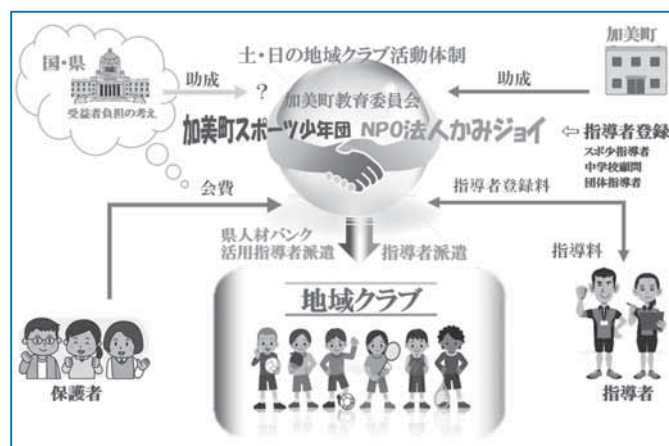 土・日の地域クラブ活動体制
国・県
受益者負担の考え
助成
?
加美町
助成
加美町教育委員会
加美町スポーツ少年団 NPO法人かみジョイ
⇦ 指導者登録
スポ少指導者
中学校顧問
団体指導者
会費
指導者登録料
県人材バンク
活用指導者派遣
指導者派遣
指導料
地域クラブ
保護者
指導者